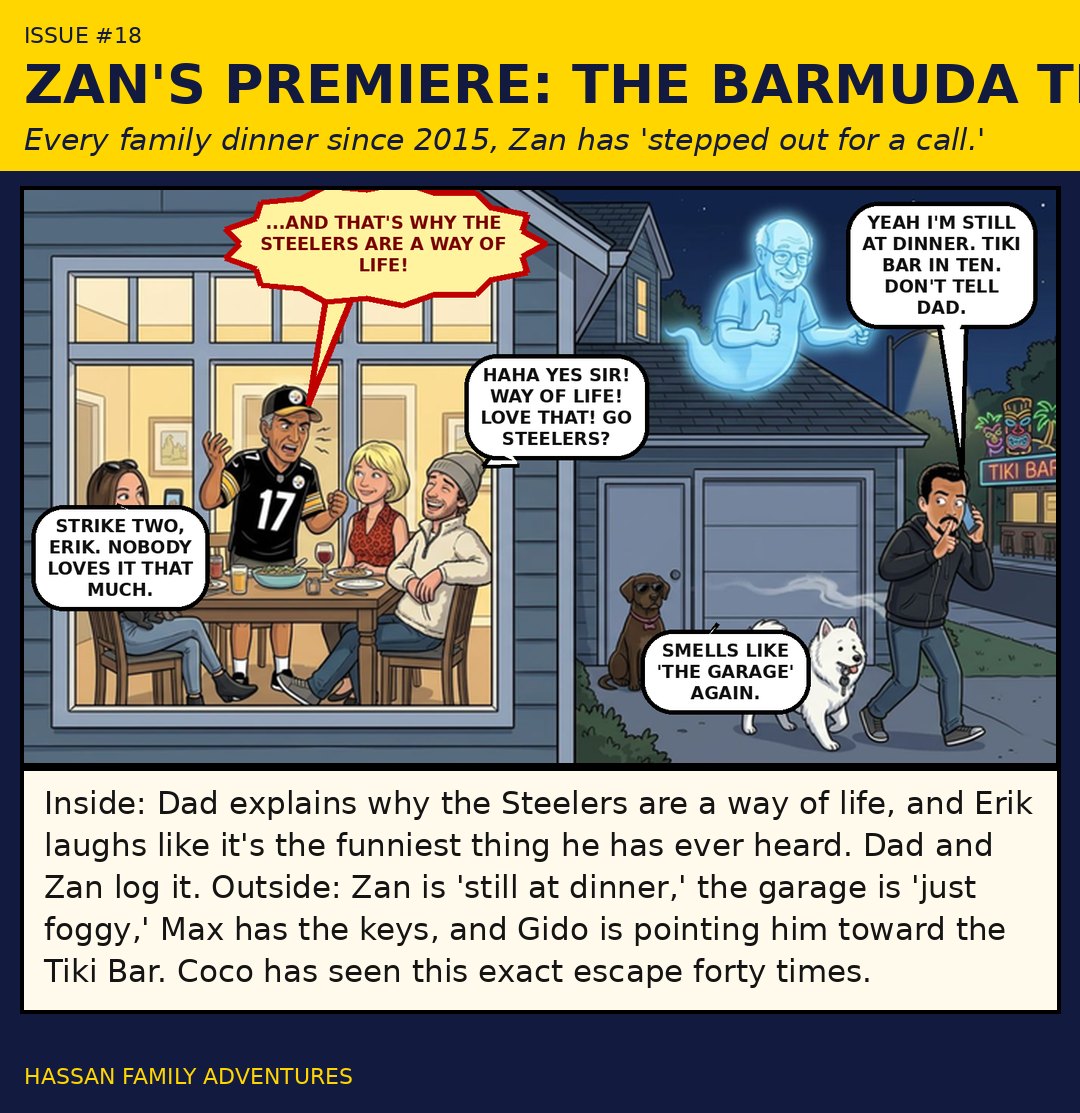 ISSUE #18
ZAN'S PREMIERE: THE BARMUDA
Every family dinner since 2015, Zan has 'stepped out for a call.'
...AND THAT'S WHY THE
STEELERS ARE A WAY OF
LIFE!
HAHA YES SIR!
WAY OF LIFE!
LOVE THAT! GO
STEELERS?
STRIKE TWO,
ERIK. NOBODY
LOVES IT THAT
MUCH.
17
YEAH I'M STILL
AT DINNER. TIKI
BAR IN TEN.
DON'T TELL
DAD.
TIKI BAR
SMELLS LIKE
'THE GARAGE'
AGAIN.
Inside: Dad explains why the Steelers are a way of life, and Erik
laughs like it's the funniest thing he has ever heard. Dad and
Zan log it. Outside: Zan is 'still at dinner,' the garage is 'just
foggy,' Max has the keys, and Gido is pointing him toward the
Tiki Bar. Coco has seen this exact escape forty times.
HASSAN FAMILY ADVENTURES